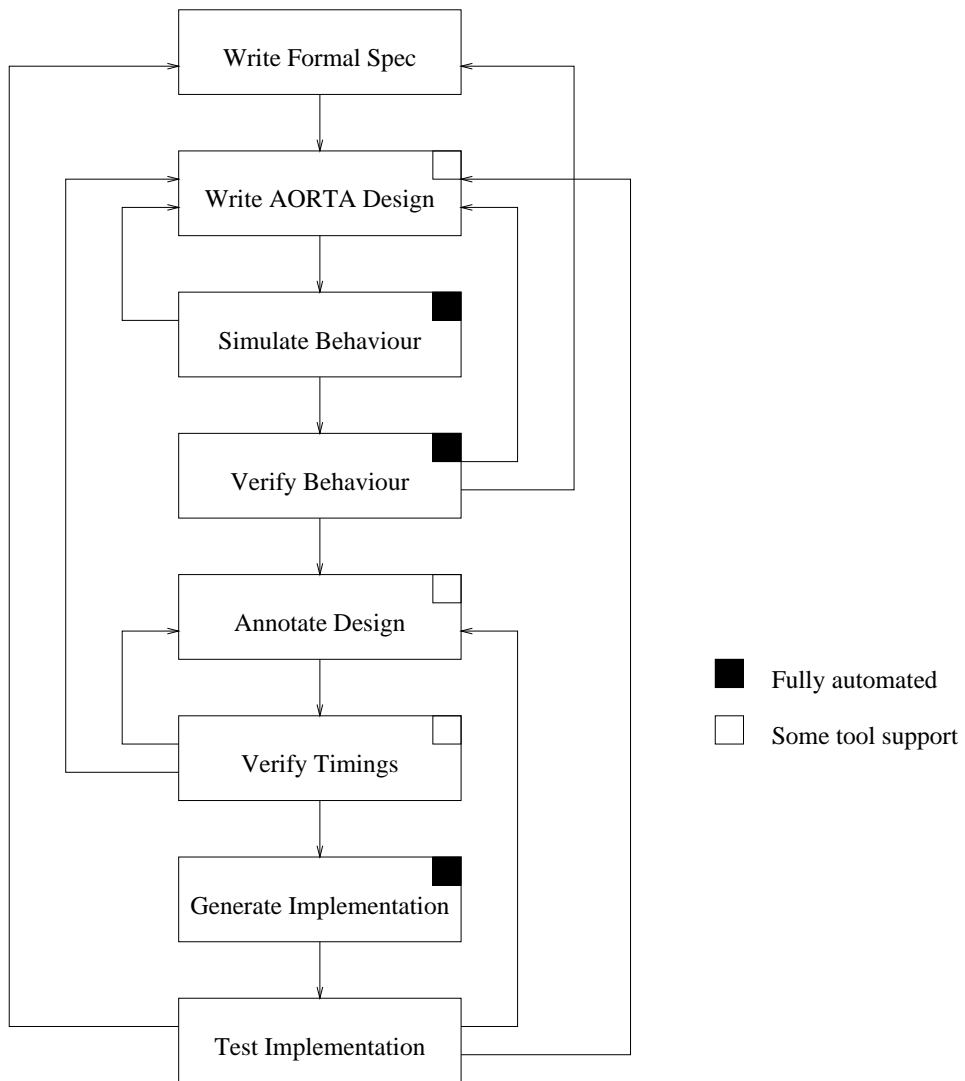 Write Formal Spec
Write AORTA Design
Simulate Behaviour
Verify Behaviour
Annotate Design
Fully automated
Some tool support
Verify Timings
Generate Implementation
Test Implementation